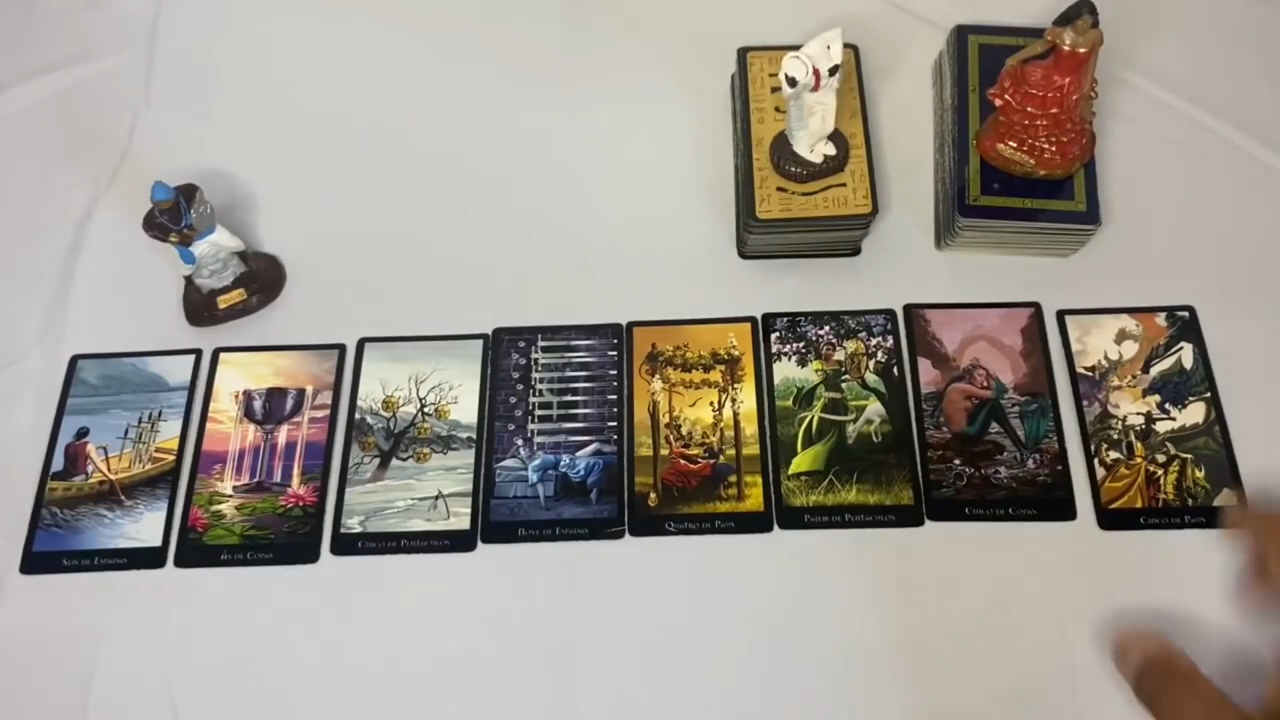 Seis de Espadas
Ás de Copas
Cinco de Pentáculos
Nove de Espadas
Quatro de Paus
Pajem de Pentáculos
Cinco de Copas
Cinco de Paus